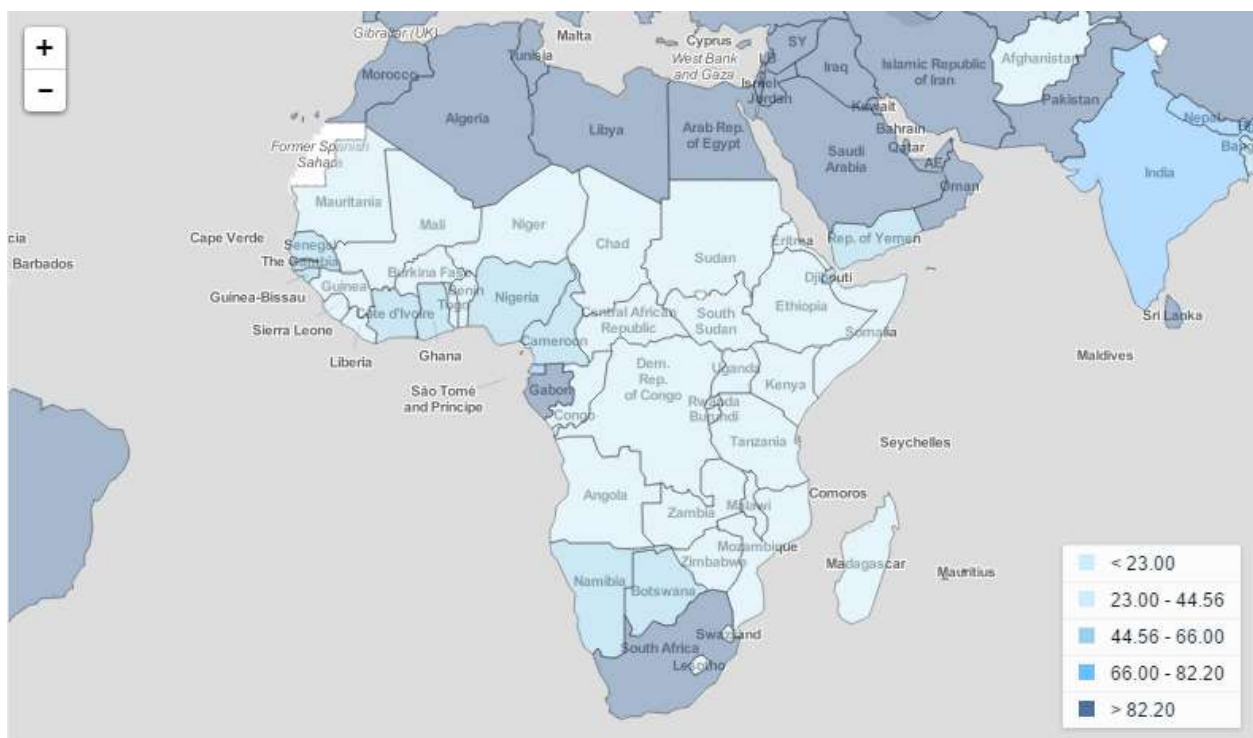 +
−
Gibraltar (UK)
Malta
Tunisia
Cyprus
West Bank
and Gaza
SY
LB
Iraq
Islamic Republic
of Iran
Afghanistan
Morocco
Israel
Jordan
Kuwait
Pakistan
Algeria
Libya
Arab Rep.
of Egypt
Bahrain
Qatar
Saudi
Arabia
AE
Nepal
Former Spanish
Sahara
Oman
India
Mauritania
Mali
Niger
Chad
Sudan
Eritrea
Rep. of Yemen
Cape Verde
Senegal
The Gambia
Barbados
Burkina Faso
Djibouti
Guinea
Benin
Togo
Nigeria
Ethiopia
Guinea-Bissau
Côte d'Ivoire
Central African
Republic
South
Sudan
Sierra Leone
Somalia
Sri Lanka
Cameroon
Liberia
Ghana
Maldives
Dem.
Rep.
of Congo
Uganda
Kenya
São Tomé
and Príncipe
Gabon
Congo
Rwanda
Burundi
Tanzania
Seychelles
Angola
Comoros
Zambia
Malawi
Mozambique
Zimbabwe
Madagascar
Mauritius
Namibia
Botswana
Swaziland
South Africa
Lesotho
< 23.00
23.00 - 44.56
44.56 - 66.00
66.00 - 82.20
> 82.20